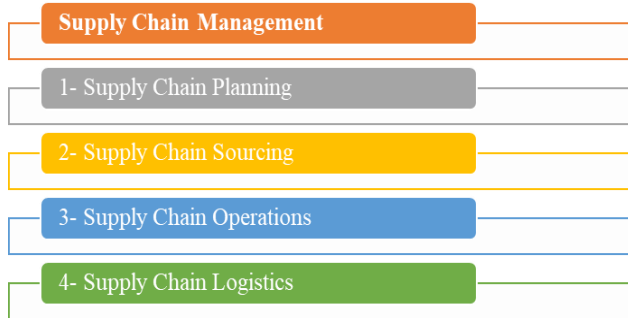 Supply Chain Management
1- Supply Chain Planning
2- Supply Chain Sourcing
3- Supply Chain Operations
4- Supply Chain Logistics